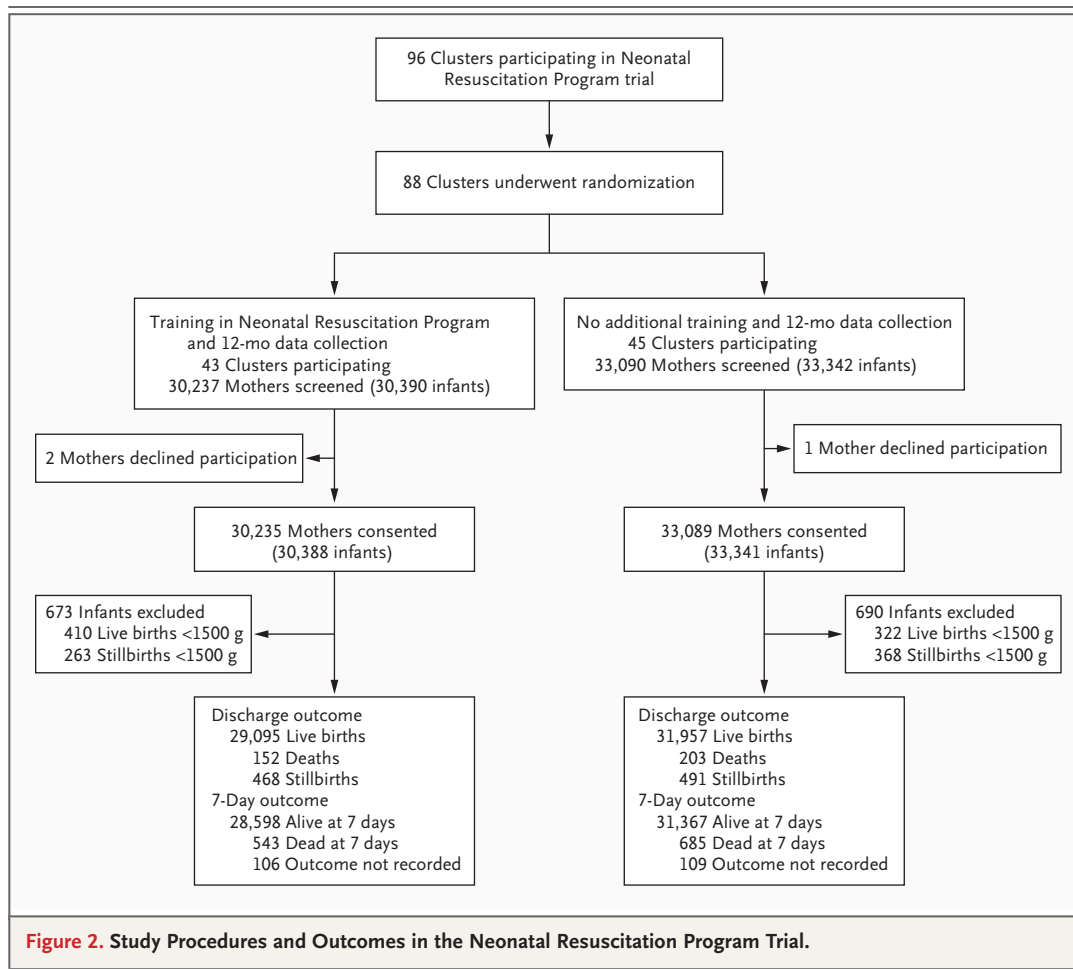 96 Clusters participating in Neonatal
Resuscitation Program trial
88 Clusters underwent randomization
Training in Neonatal Resuscitation Program
and 12-mo data collection
43 Clusters participating
30,237 Mothers screened (30,390 infants)
No additional training and 12-mo data collection
45 Clusters participating
33,090 Mothers screened (33,342 infants)
2 Mothers declined participation
1 Mother declined participation
30,235 Mothers consented
(30,388 infants)
33,089 Mothers consented
(33,341 infants)
673 Infants excluded
410 Live births <1500 g
263 Stillbirths <1500 g
690 Infants excluded
322 Live births <1500 g
368 Stillbirths <1500 g
Discharge outcome
29,095 Live births
152 Deaths
468 Stillbirths
7-Day outcome
28,598 Alive at 7 days
543 Dead at 7 days
106 Outcome not recorded
Discharge outcome
31,957 Live births
203 Deaths
491 Stillbirths
7-Day outcome
31,367 Alive at 7 days
685 Dead at 7 days
109 Outcome not recorded
Figure 2. Study Procedures and Outcomes in the Neonatal Resuscitation Program Trial.